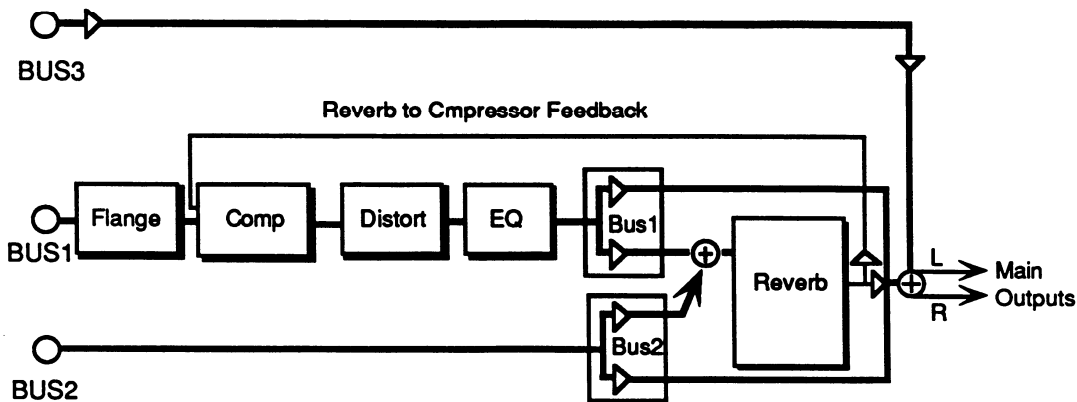 BUS3
Reverb to Cmpressor Feedback
Flange
Comp
Distort
EQ
Bus1
BUS1
Reverb
L
Main
Outputs
R
Bus2
BUS2